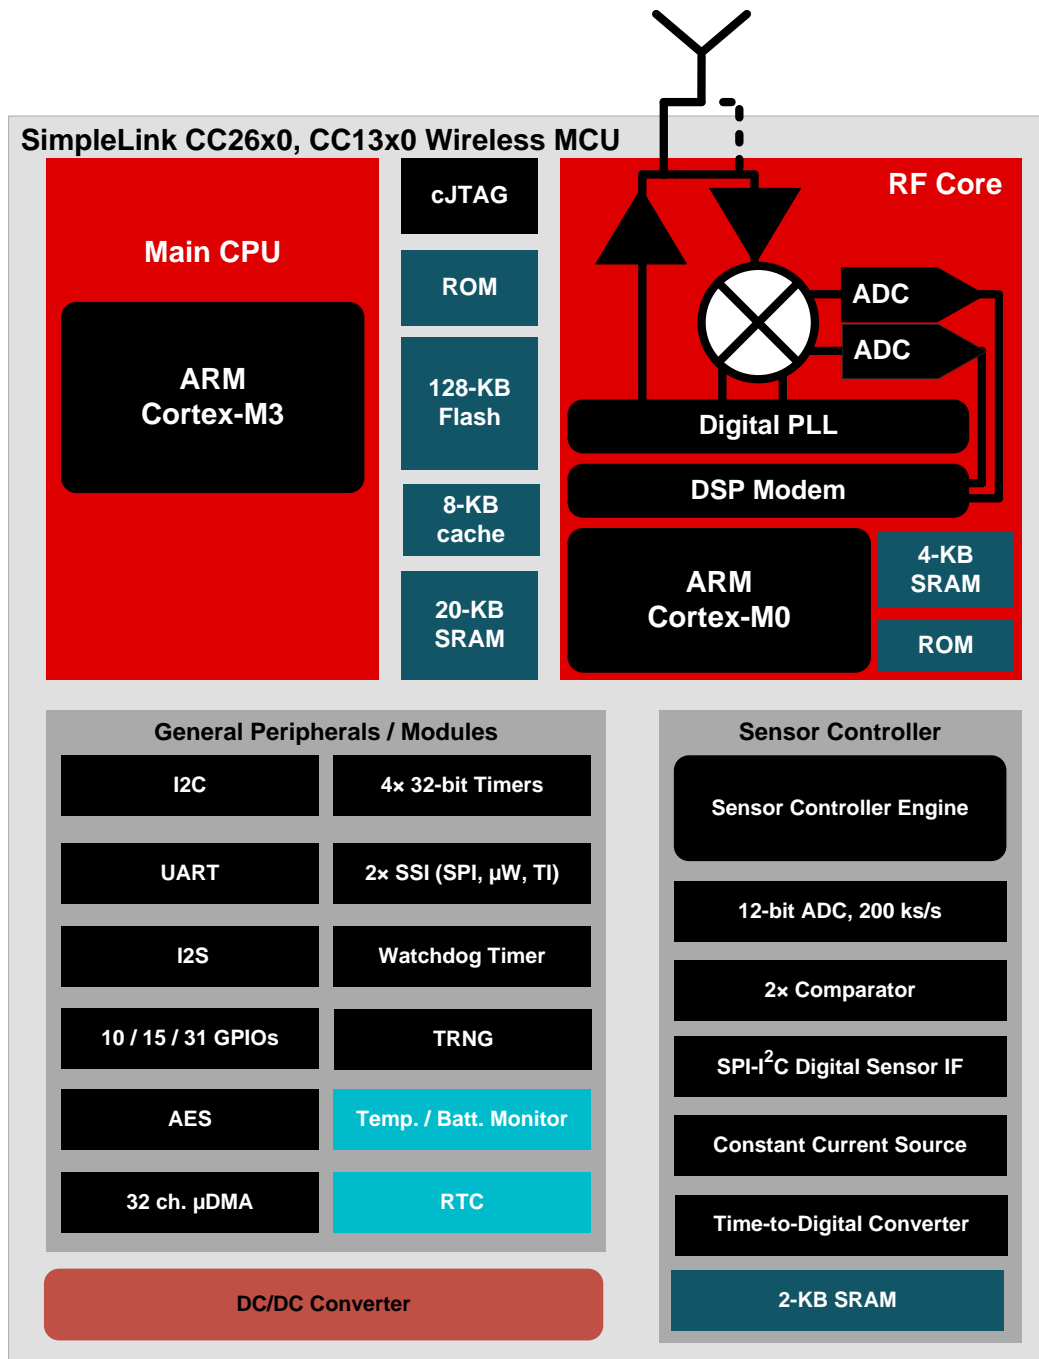 SimpleLink CC26x0, CC13x0 Wireless MCU
Main CPU
ARM
Cortex-M3
cJTAG
ROM
128-KB
Flash
8-KB
cache
20-KB
SRAM
RF Core
ADC
ADC
Digital PLL
DSP Modem
ARM
Cortex-M0
4-KB
SRAM
ROM
General Peripherals / Modules
I2C
4× 32-bit Timers
UART
2× SSI (SPI, µW, TI)
I2S
Watchdog Timer
10 / 15 / 31 GPIOs
TRNG
AES
Temp. / Batt. Monitor
32 ch. µDMA
RTC
Sensor Controller
Sensor Controller Engine
12-bit ADC, 200 ks/s
2× Comparator
SPI-I²C Digital Sensor IF
Constant Current Source
Time-to-Digital Converter
2-KB SRAM
DC/DC Converter